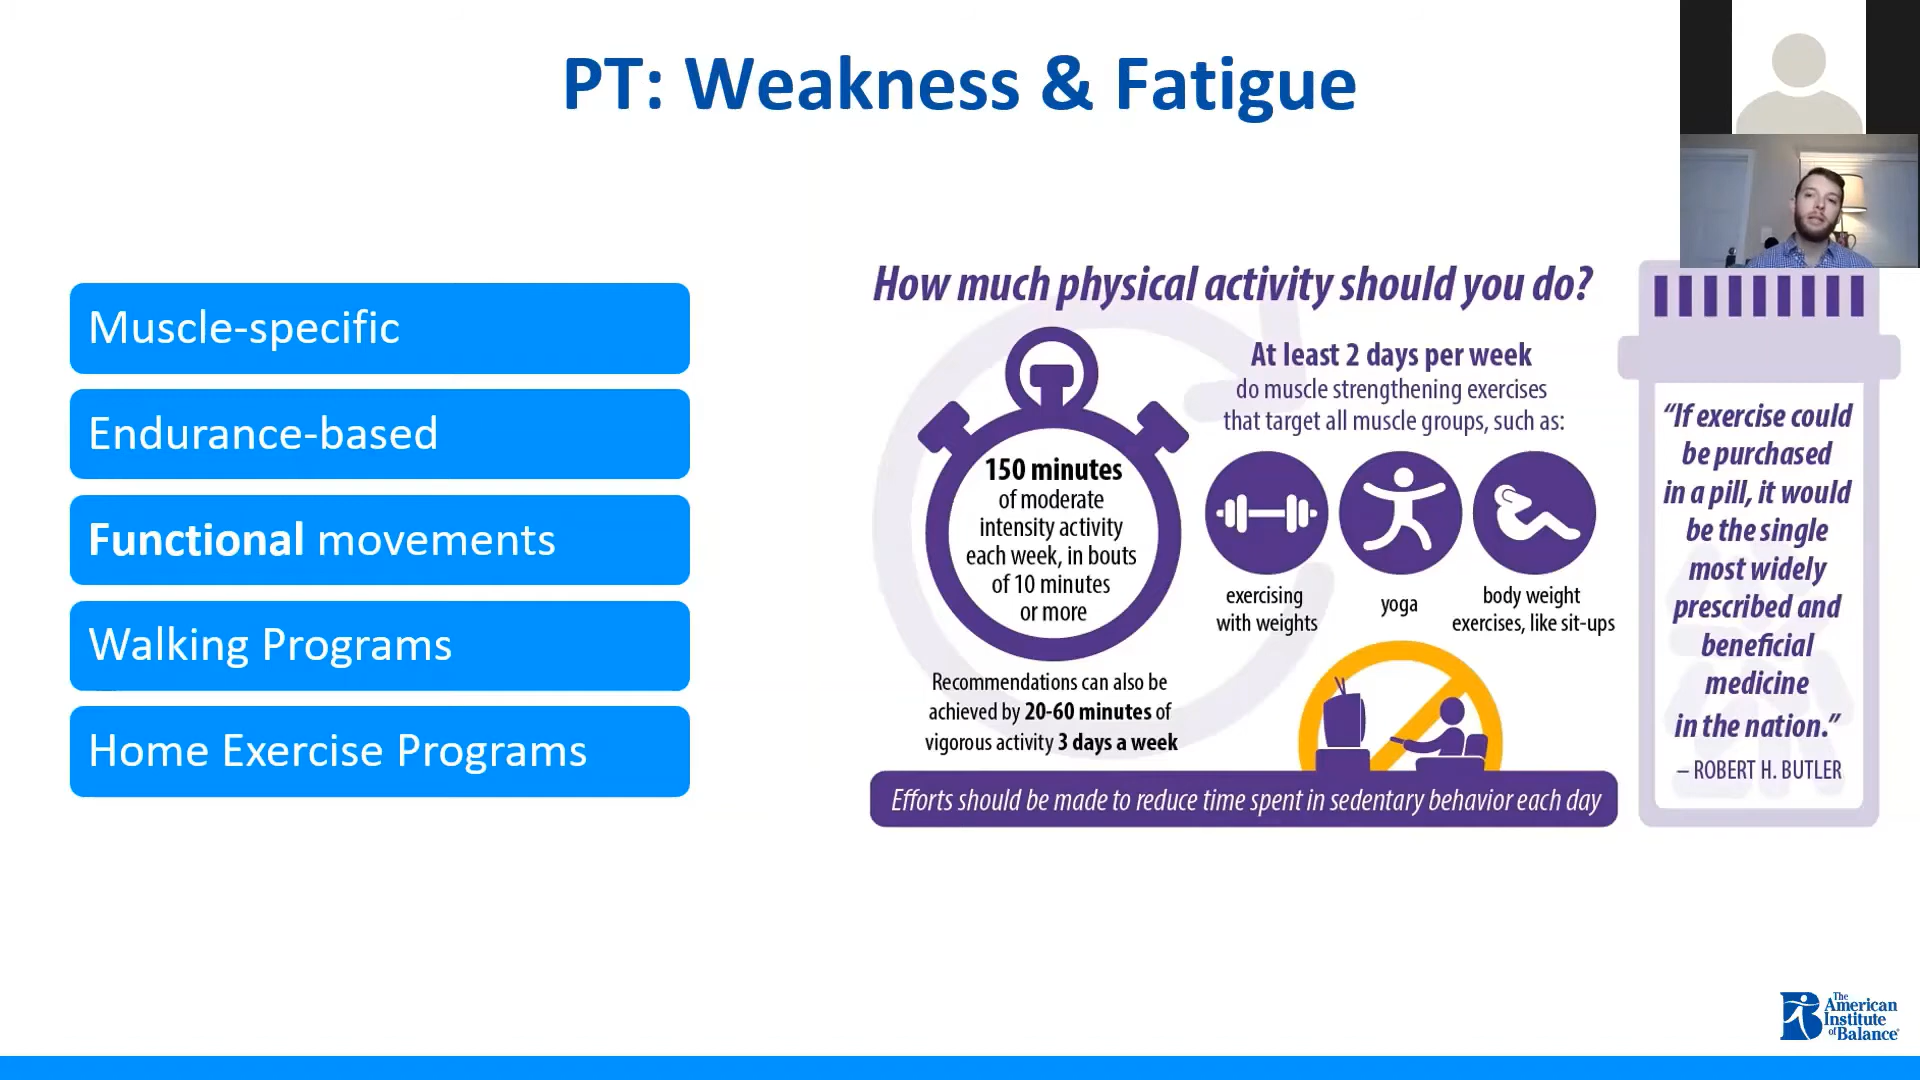 PT: Weakness & Fatigue
Muscle-specific
Endurance-based
Functional movements
Walking Programs
Home Exercise Programs
How much physical activity should you do?
150 minutes
of moderate
intensity activity
each week, in bouts
of 10 minutes
or more
Recommendations can also be
achieved by 20-60 minutes of
vigorous activity 3 days a week
At least 2 days per week
do muscle strengthening exercises
that target all muscle groups, such as:
exercising
with weights
yoga
body weight
exercises, like sit-ups
Efforts should be made to reduce time spent in sedentary behavior each day
“If exercise could
be purchased
in a pill, it would
be the single
most widely
prescribed and
beneficial
medicine
in the nation.”
– ROBERT H. BUTLER
The
American
Institute
of Balance